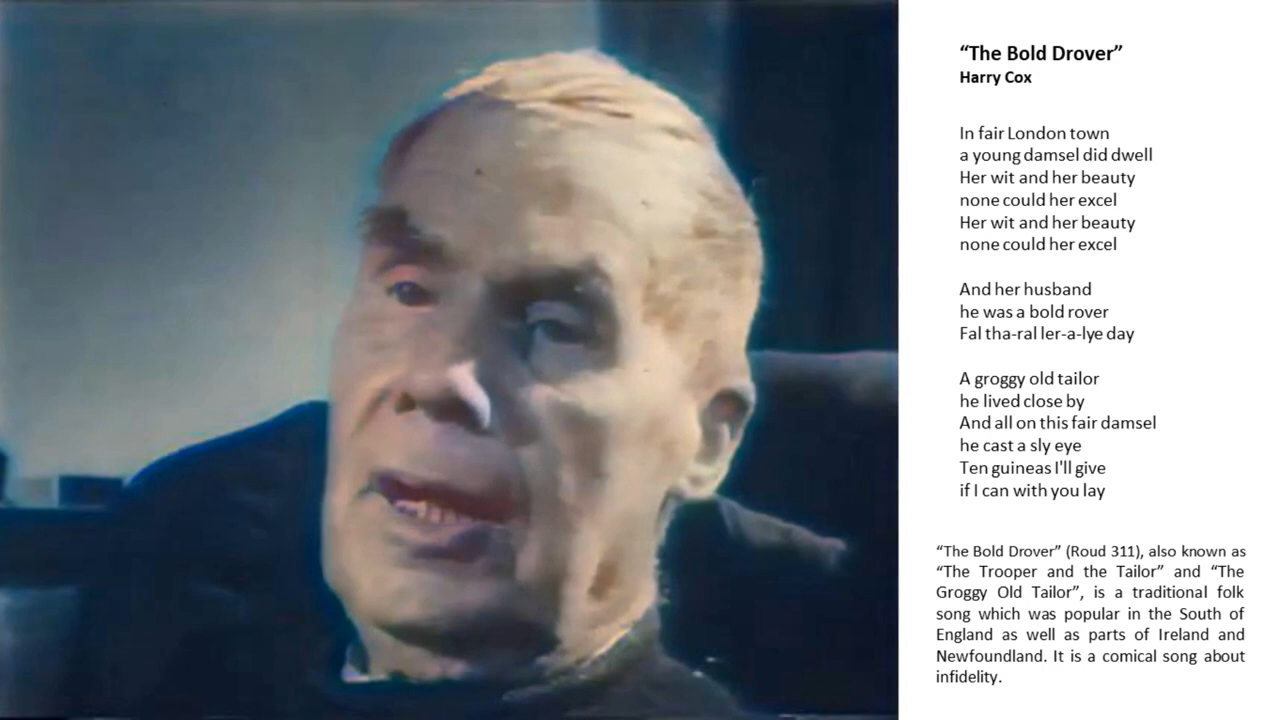 “The Bold Drover”
Harry Cox
In fair London town
a young damsel did dwell
Her wit and her beauty
none could her excel
Her wit and her beauty
none could her excel
And her husband
he was a bold rover
Fal tha-ral ler-a-lye day
A groggy old tailor
he lived close by
And all on this fair damsel
he cast a sly eye
Ten guineas I'll give
if I can with you lay
“The Bold Drover” (Roud 311), also known as
“The Trooper and the Tailor” and “The
Groggy Old Tailor”, is a traditional folk
song which was popular in the South of
England as well as parts of Ireland and
Newfoundland. It is a comical song about
infidelity.